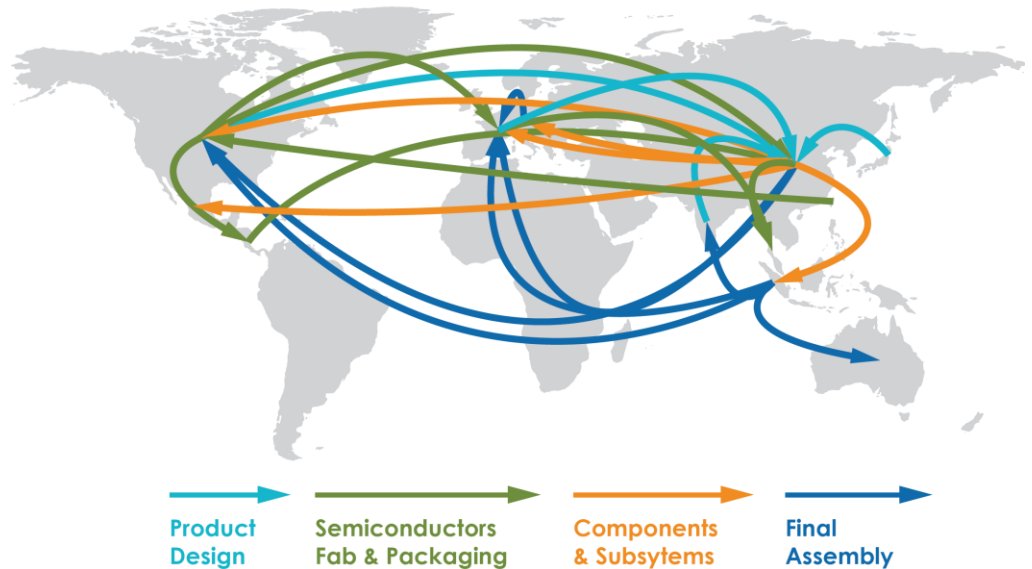 Product
Design
Semiconductors
Fab & Packaging
Components
& Subsytems
Final
Assembly